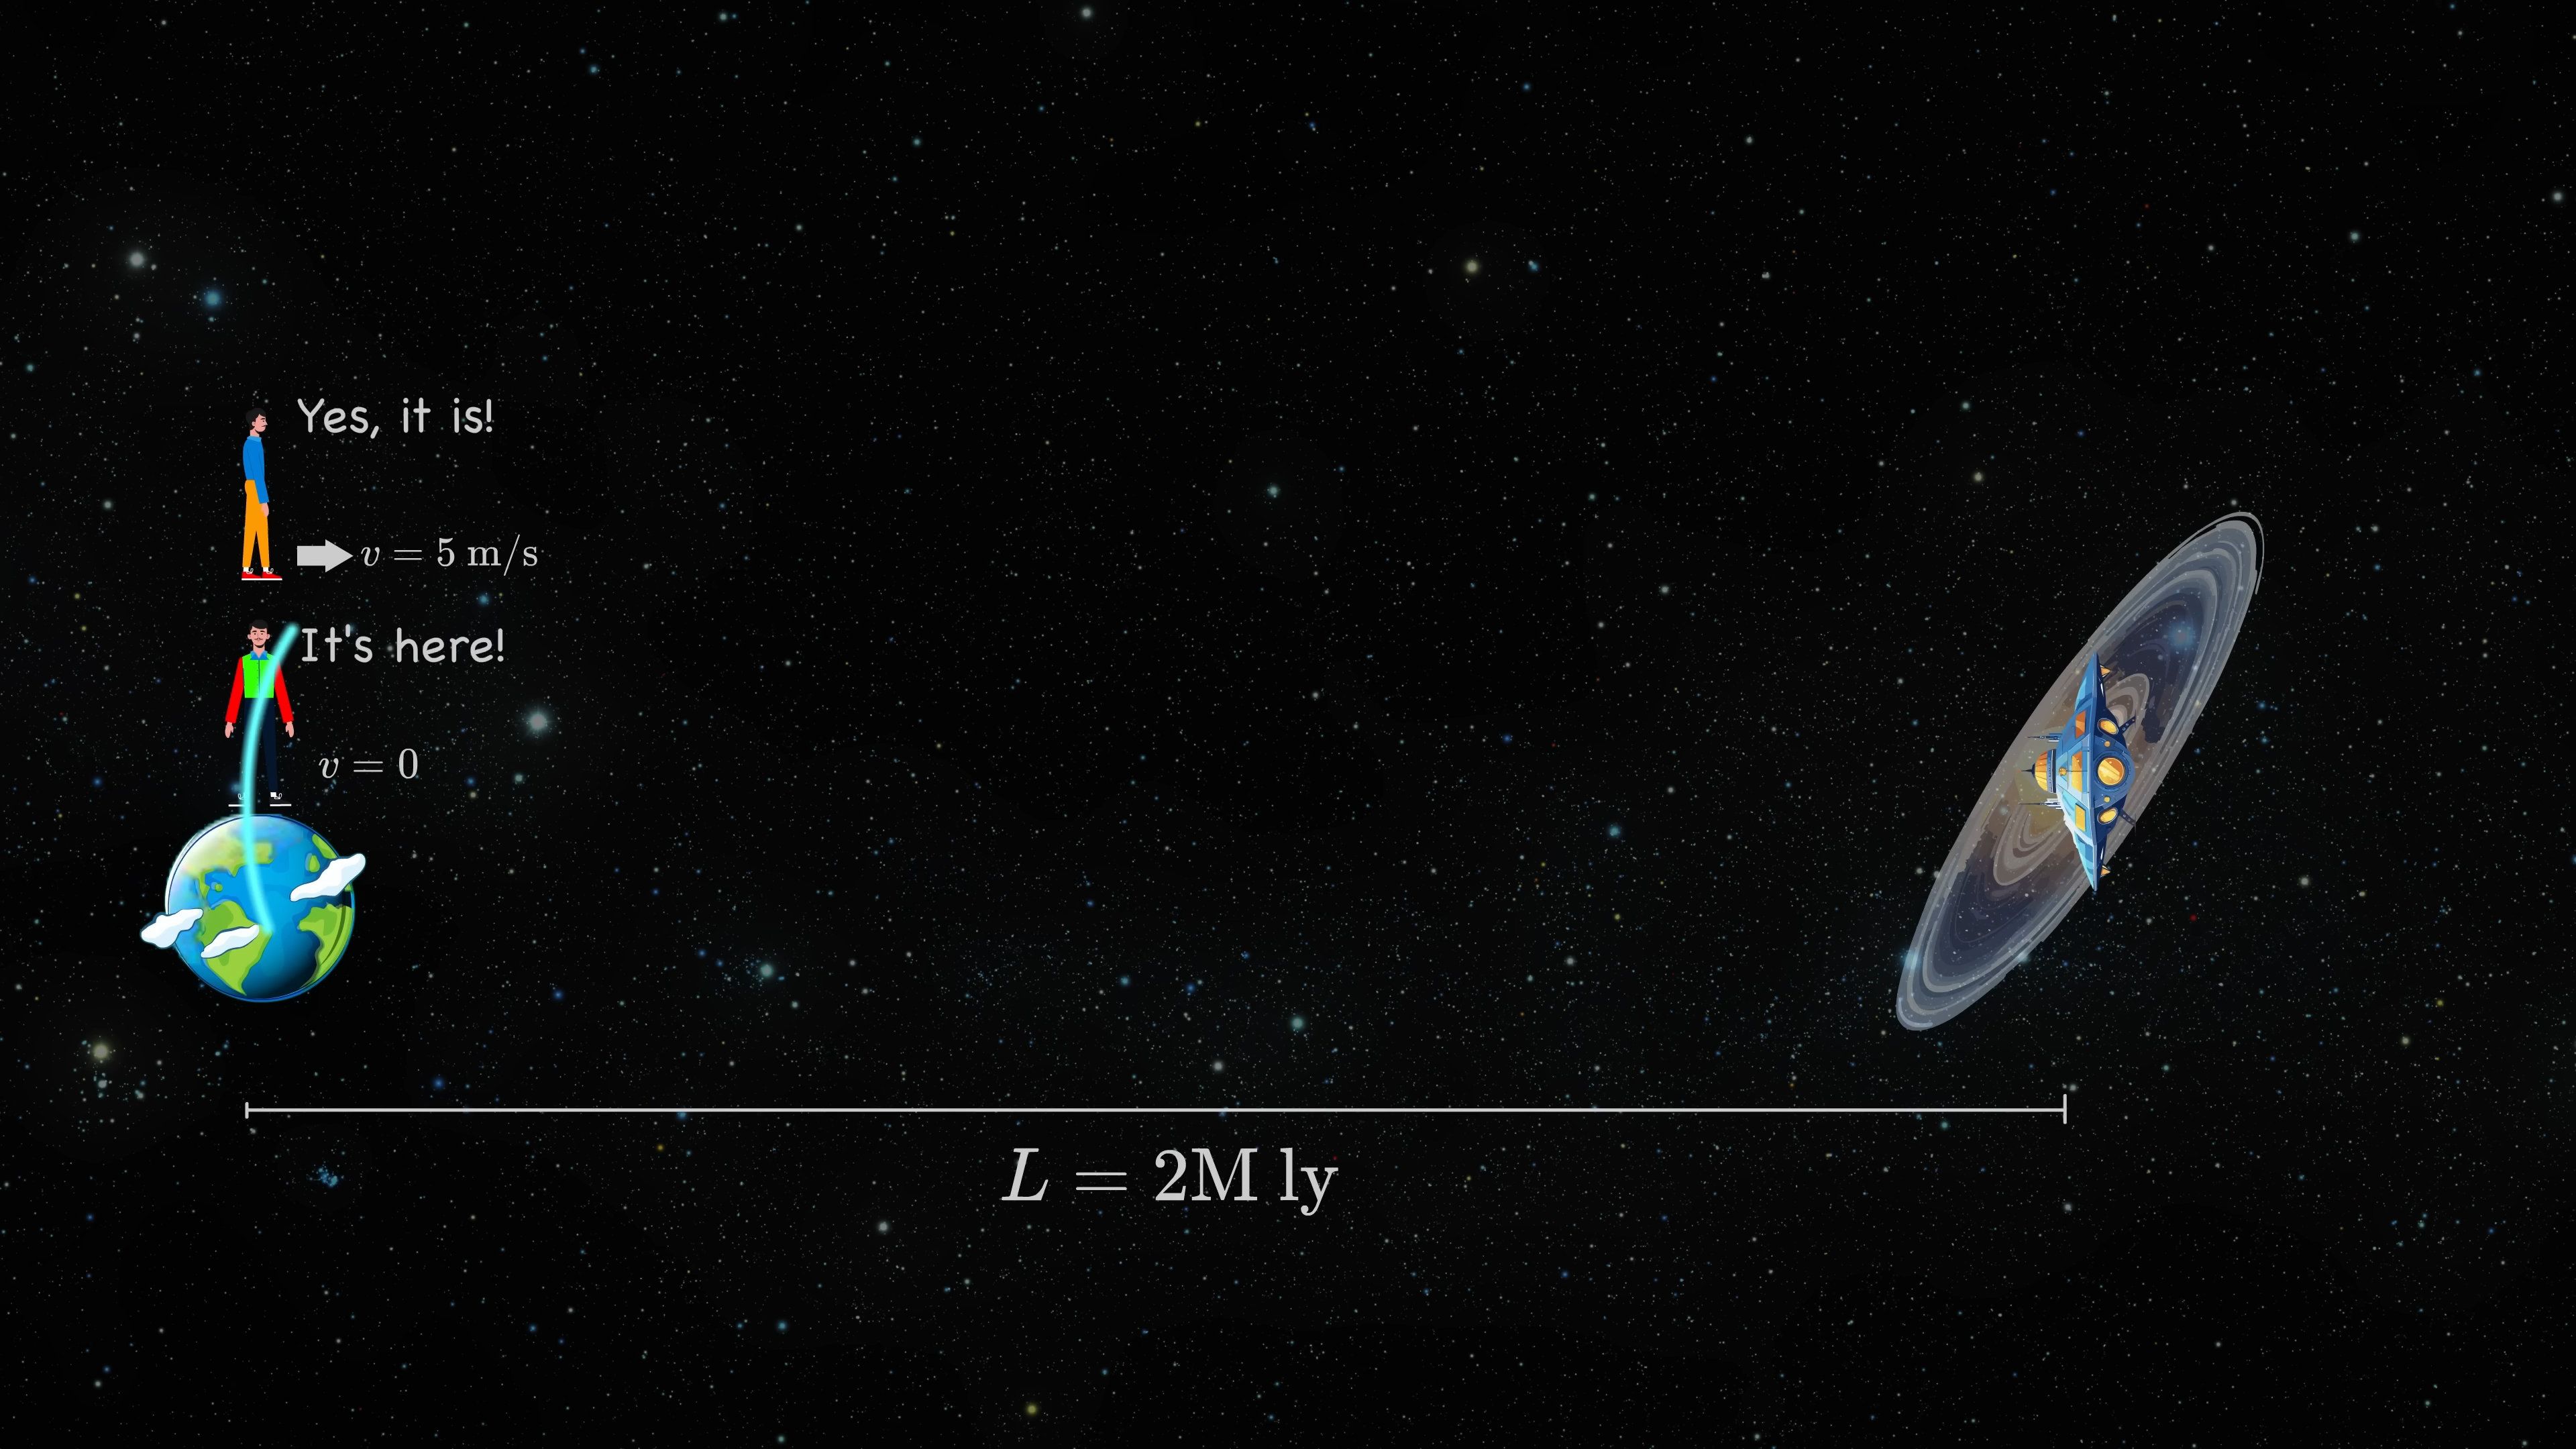 Yes, it is!
v = 5 m/s
It's here!
v = 0
L = 2M ly